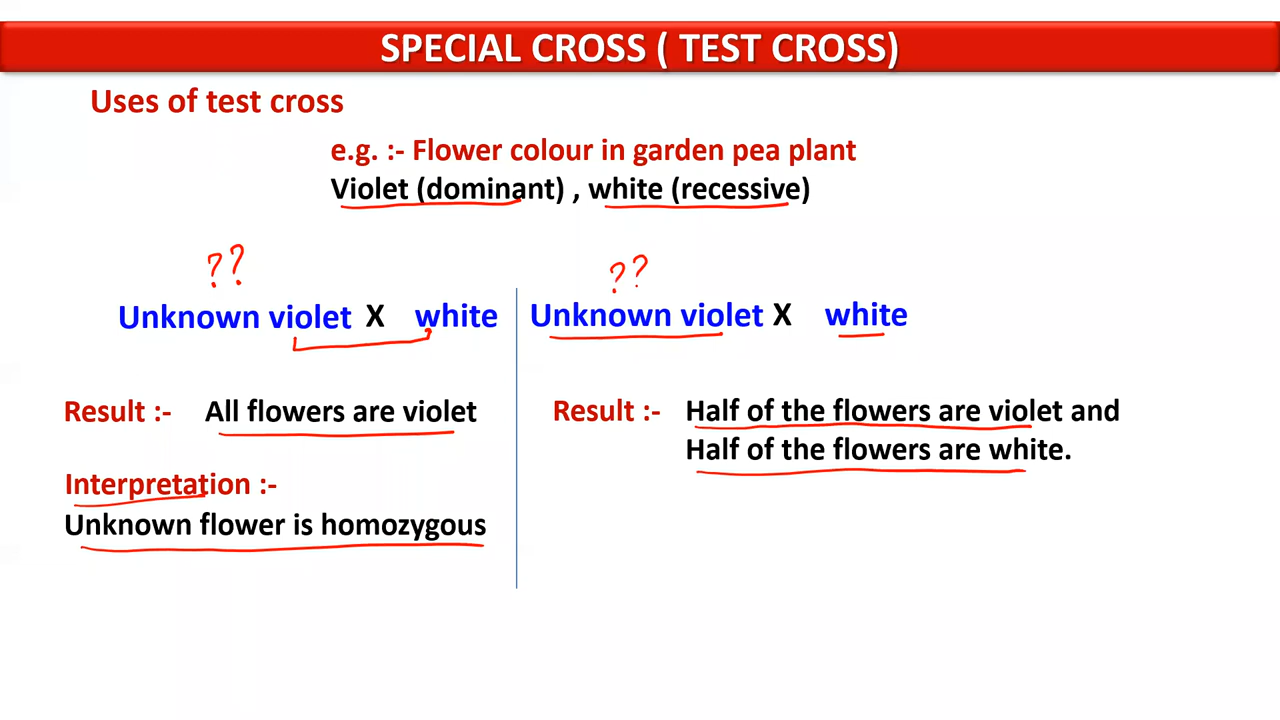 SPECIAL CROSS ( TEST CROSS)
Uses of test cross
e.g. :- Flower colour in garden pea plant
Violet (dominant) , white (recessive)
??
Unknown violet X white
Result :- All flowers are violet
Interpretation :-
Unknown flower is homozygous
??
Unknown violet X white
Result :- Half of the flowers are violet and
Half of the flowers are white.